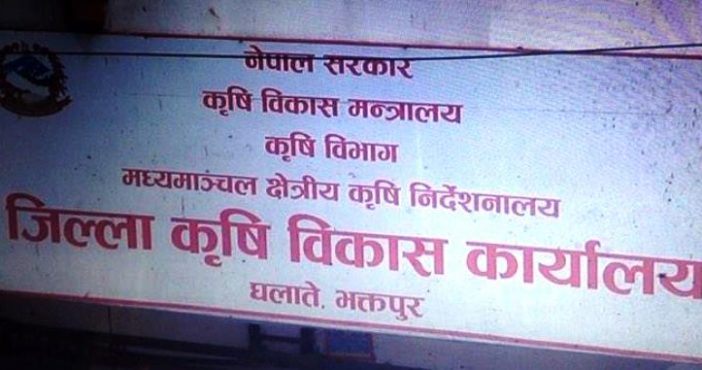 नेपाल सरकार
कृषि विकास मन्त्रालय
कृषि विभाग
मध्यमाञ्चल क्षेत्रीय कृषि निर्देशनालय
जिल्ला कृषि विकास कार्यालय
घलाते, भक्तपुर